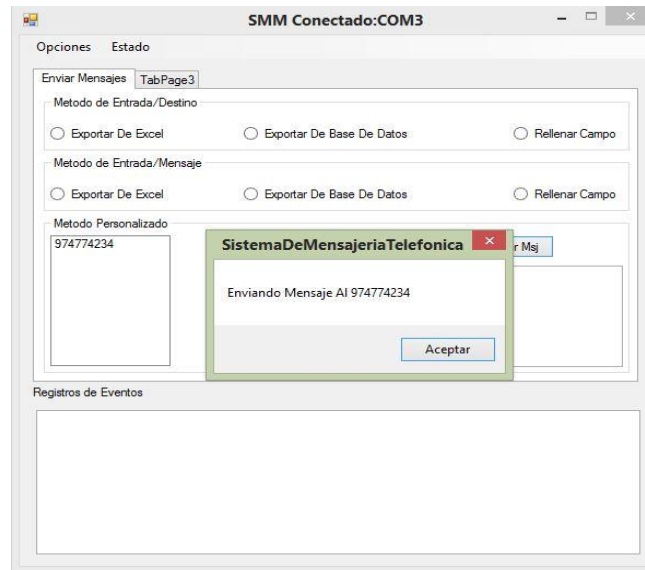 SMM Conectado:COM3
Opciones Estado
Enviar Mensajes TabPage3
Metodo de Entrada/Destino
Exportar De Excel Exportar De Base De Datos Rellenar Campo
Metodo de Entrada/Mensaje
Exportar De Excel Exportar De Base De Datos Rellenar Campo
Metodo Personalizado
974774234
SistemaDeMensajeriaTelefonica
r Msj
Enviando Mensaje Al 974774234
Aceptar
Registros de Eventos